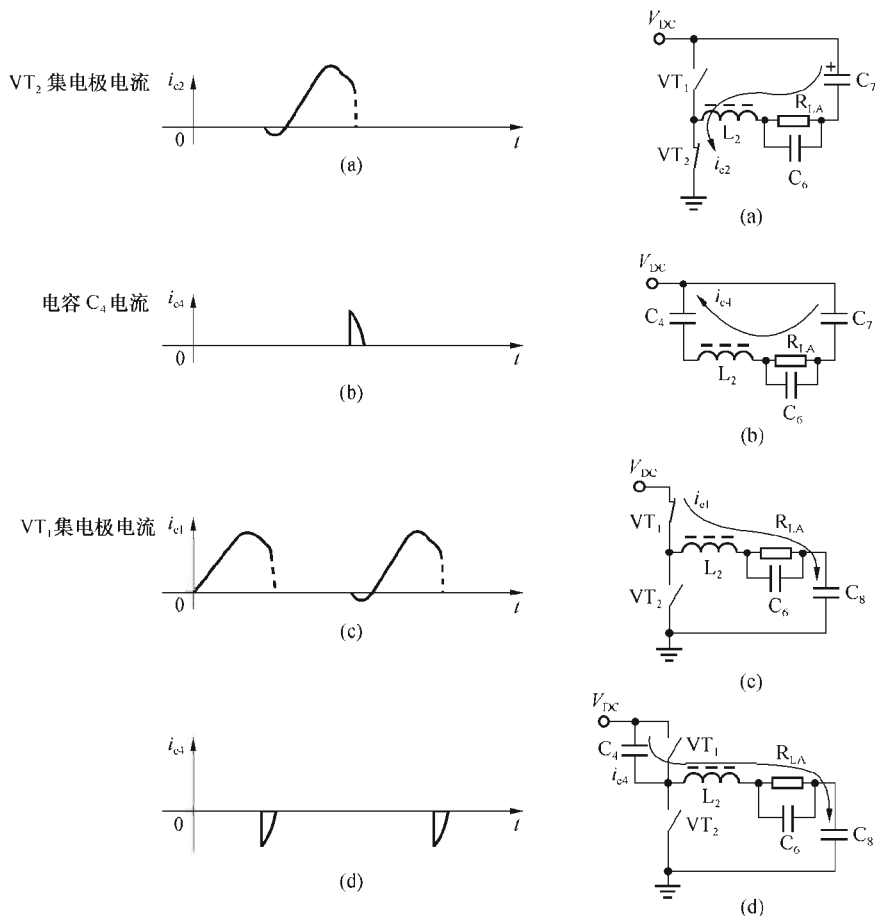 VT₂ 集电极电流
i_c2
0
t
(a)
V_DC
VT₁
+
C₇
R_LA
L₂
VT₂
i_c2
C₆
(a)
电容 C₄ 电流
i_c4
0
t
(b)
V_DC
i_c4
C₄
C₇
R_LA
L₂
C₆
(b)
VT₁集电极电流
i_c1
0
t
(c)
V_DC
i_c1
VT₁
R_LA
L₂
C₆
C₈
VT₂
(c)
i_c4
0
t
(d)
V_DC
C₄
VT₁
i_c4
R_LA
L₂
VT₂
C₆
C₈
(d)